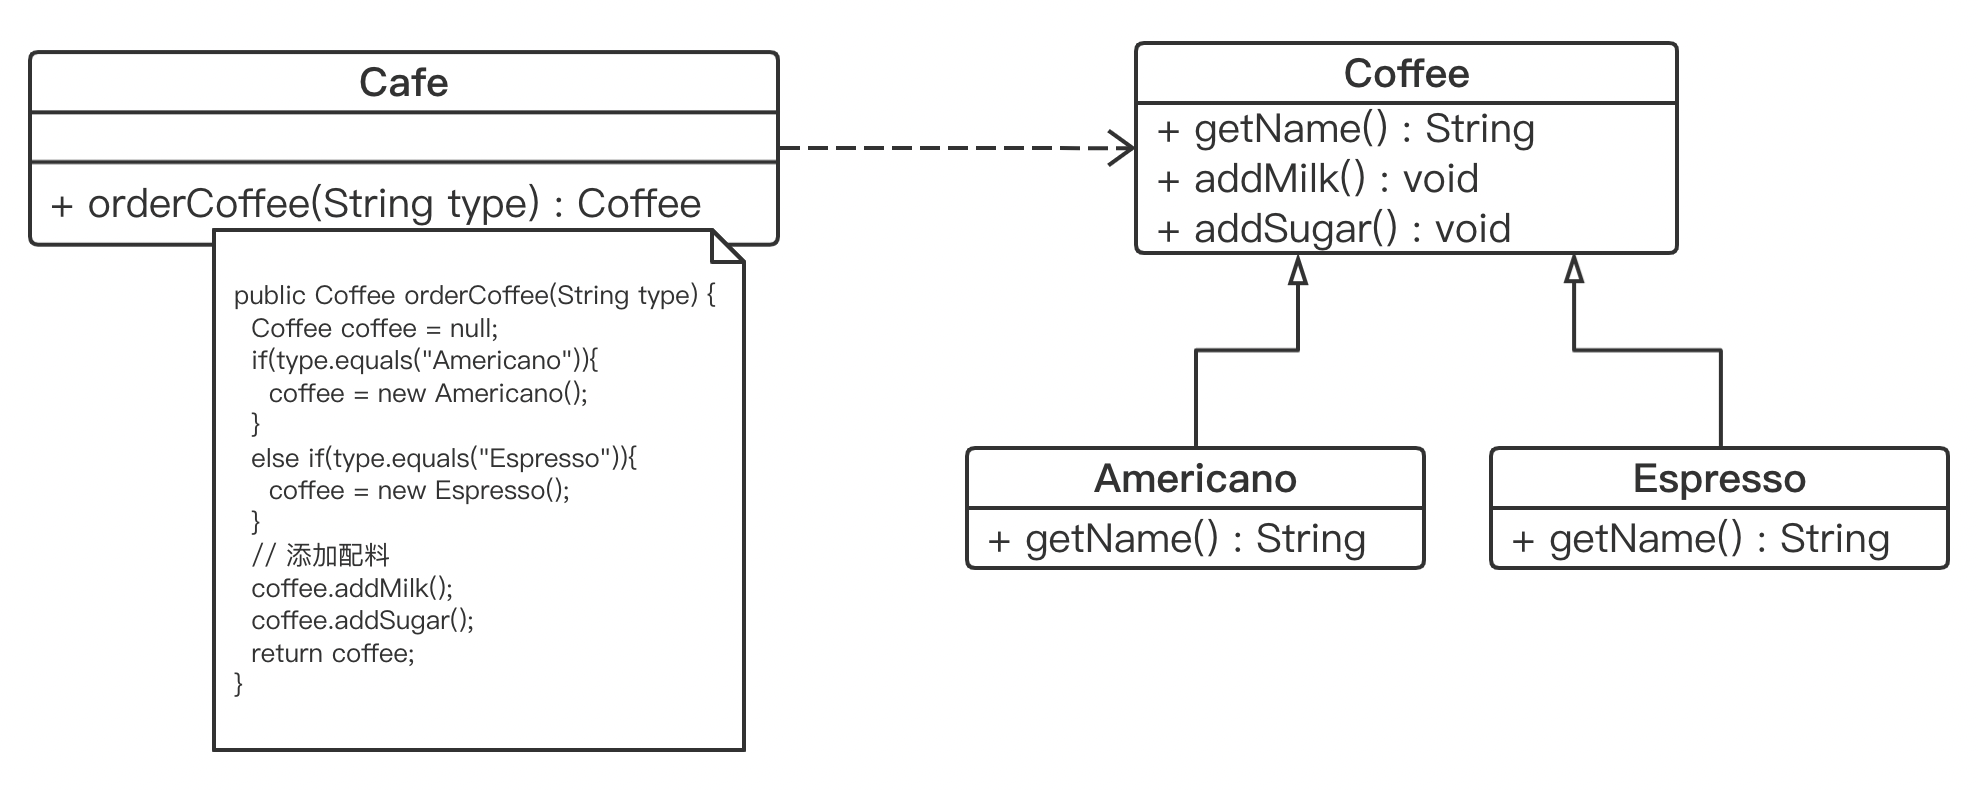 Cafe
+ orderCoffee(String type) : Coffee
public Coffee orderCoffee(String type) {
Coffee coffee = null;
if(type.equals("Americano")){
coffee = new Americano();
}
else if(type.equals("Espresso")){
coffee = new Espresso();
}
// 添加配料
coffee.addMilk();
coffee.addSugar();
return coffee;
}
Coffee
+ getName() : String
+ addMilk() : void
+ addSugar() : void
Americano
+ getName() : String
Espresso
+ getName() : String